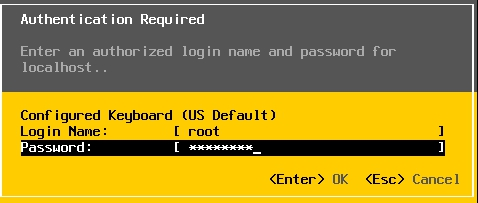 Authentication Required
Enter an authorized login name and password for
localhost..
Configured Keyboard (US Default)
Login Name: [ root ]
Password: [ ********_ ]
<Enter> OK <Esc> Cancel